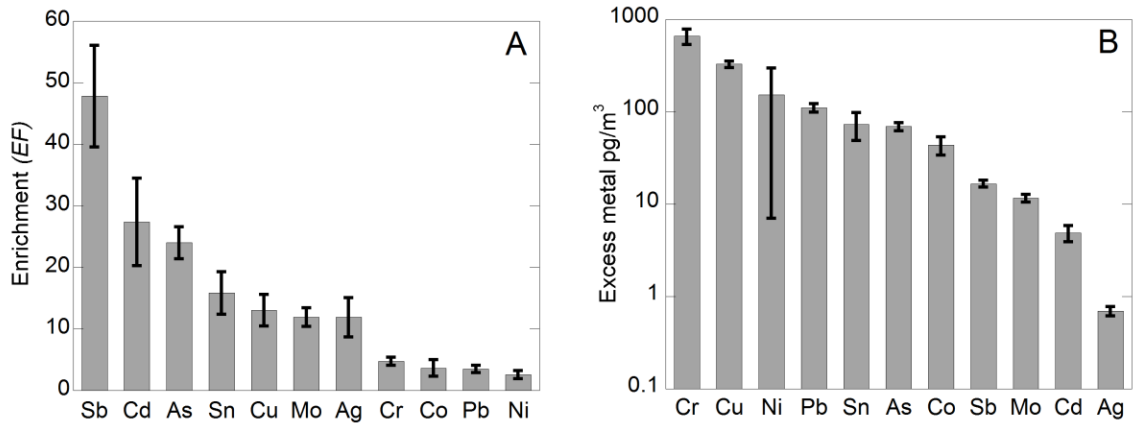 A
Enrichment (EF)
60
50
40
30
20
10
0
Sb Cd As Sn Cu Mo Ag Cr Co Pb Ni
B
Excess metal pg/m³
1000
100
10
1
0.1
Cr Cu Ni Pb Sn As Co Sb Mo Cd Ag